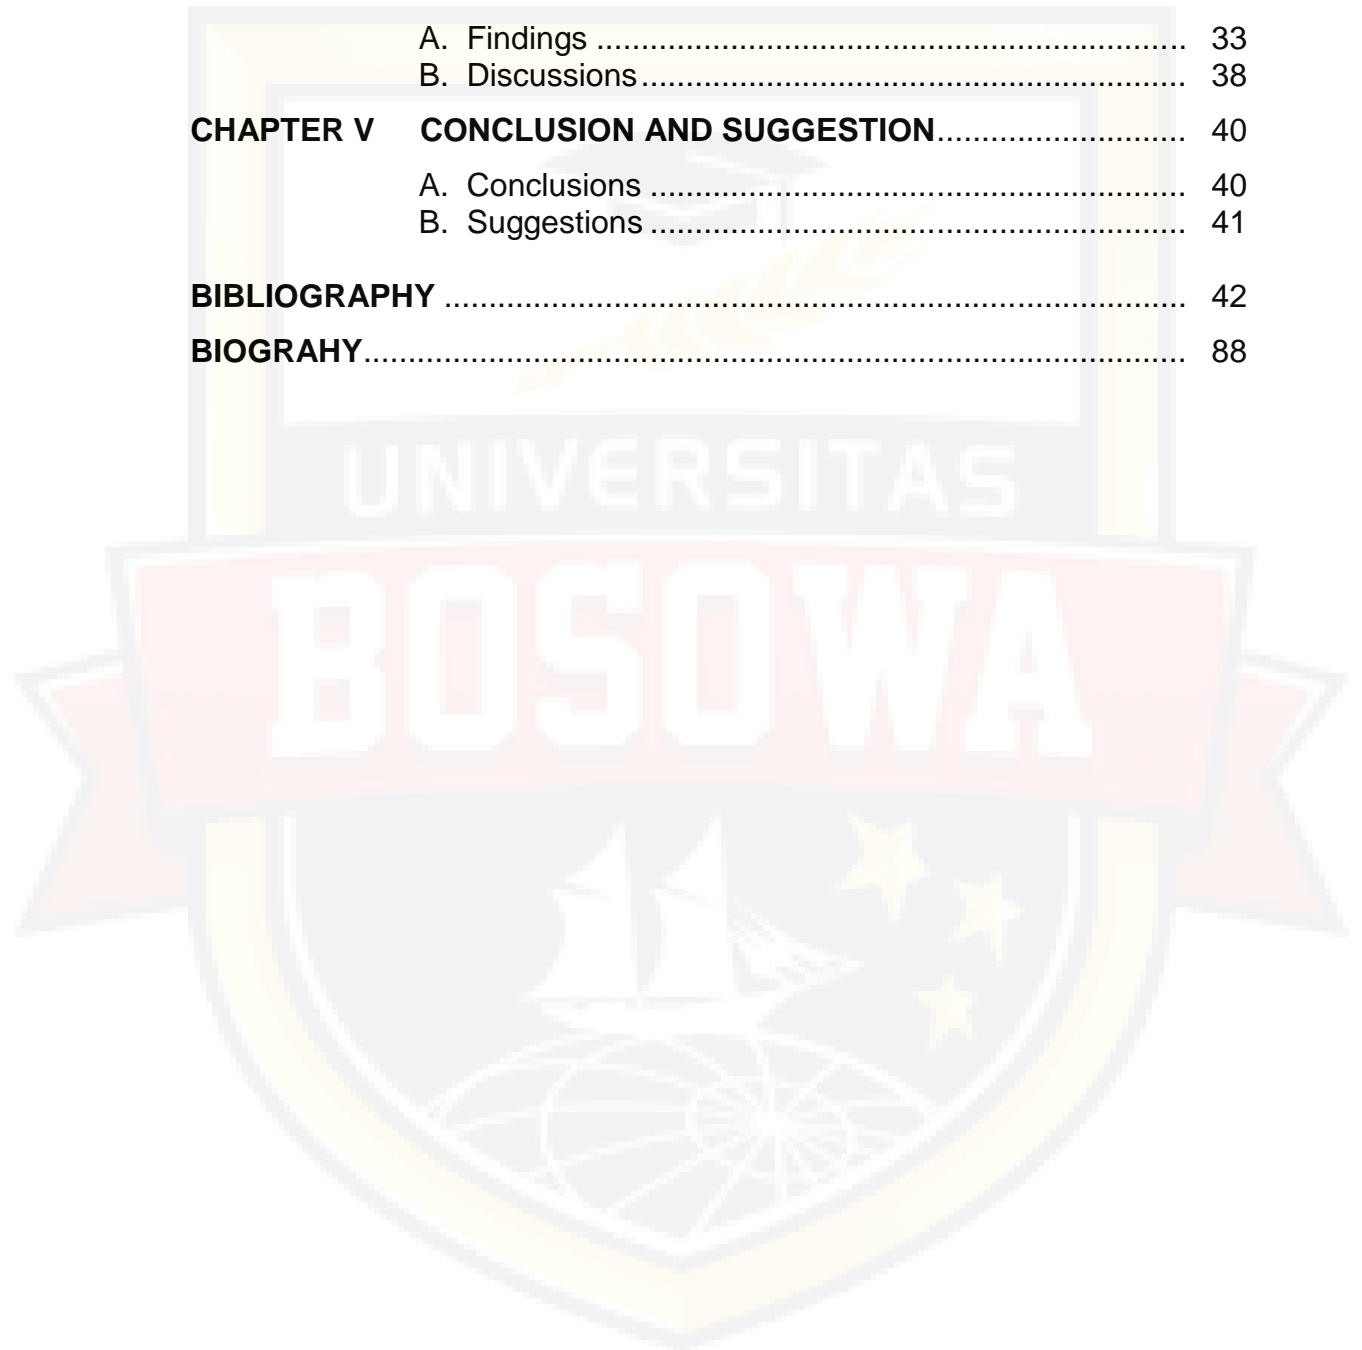 A. Findings ................................................................... 33
B. Discussions .............................................................. 38
CHAPTER V CONCLUSION AND SUGGESTION ............................ 40
A. Conclusions ............................................................. 40
B. Suggestions ............................................................. 41
BIBLIOGRAPHY .................................................................................... 42
BIOGRAHY ............................................................................................. 88
UNIVERSITAS
BOSOWA